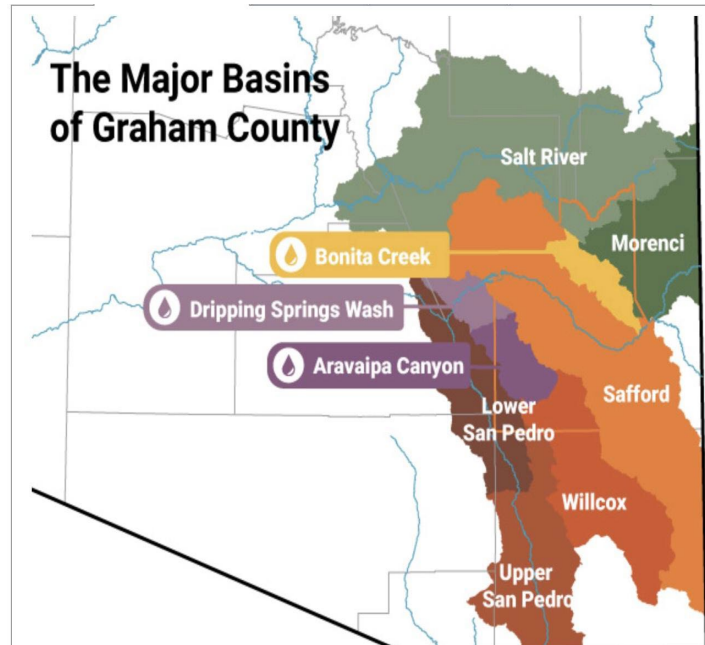 The Major Basins
of Graham County
Salt River
Morenci
Bonita Creek
Dripping Springs Wash
Aravaipa Canyon
Safford
Lower
San Pedro
Willcox
Upper
San Pedro